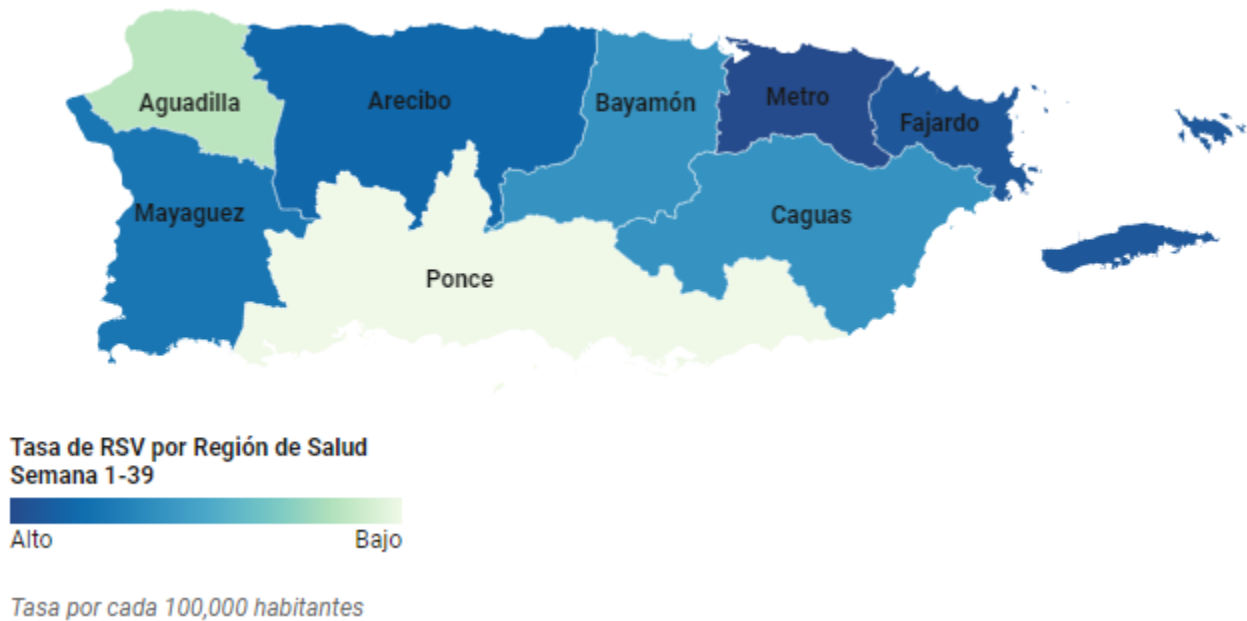 Aguadilla
Arecibo
Bayamón
Metro
Fajardo
Mayaguez
Caguas
Ponce
Tasa de RSV por Región de Salud
Semana 1-39
Alto
Bajo
Tasa por cada 100,000 habitantes